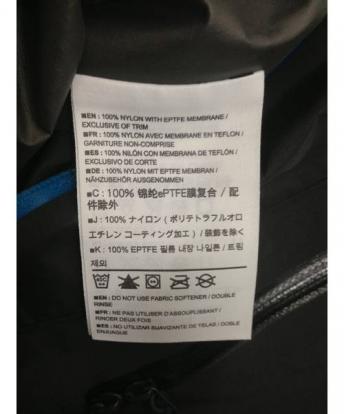 ■EN : 100% NYLON WITH EPTFE MEMBRANE /
EXCLUSIVE OF TRIM
■FR : 100% NYLON AVEC MEMBRANE EN TEFLON /
GARNITURE NON-COMPRISE
■ES : 100% NILÓN CON MEMBRANA DE TEFLÓN /
EXCLUSIVO DE CORTE
■DE : 100% NYLON MIT EPTFE MEMBRAN /
NÄHZUBEHÖR AUSGENOMMEN
■C : 100% 锦纶ePTFE膜复合 / 配
件除外
■J : 100% ナイロン（ポリテトラフルオロ
エチレン コーティング加工）/ 装飾を除く
■K : 100% EPTFE 필름 내장 나일론 / 트림
제외
■EN : DO NOT USE FABRIC SOFTENER / DOUBLE
RINSE
■FR : NE PAS UTILISER D'ASSOUPLISSANT /
RINCER DEUX FOIS
■ES : NO UTILIZAR SUAVIZANTE DE TELAS / DOBLE
ENJUAGUE